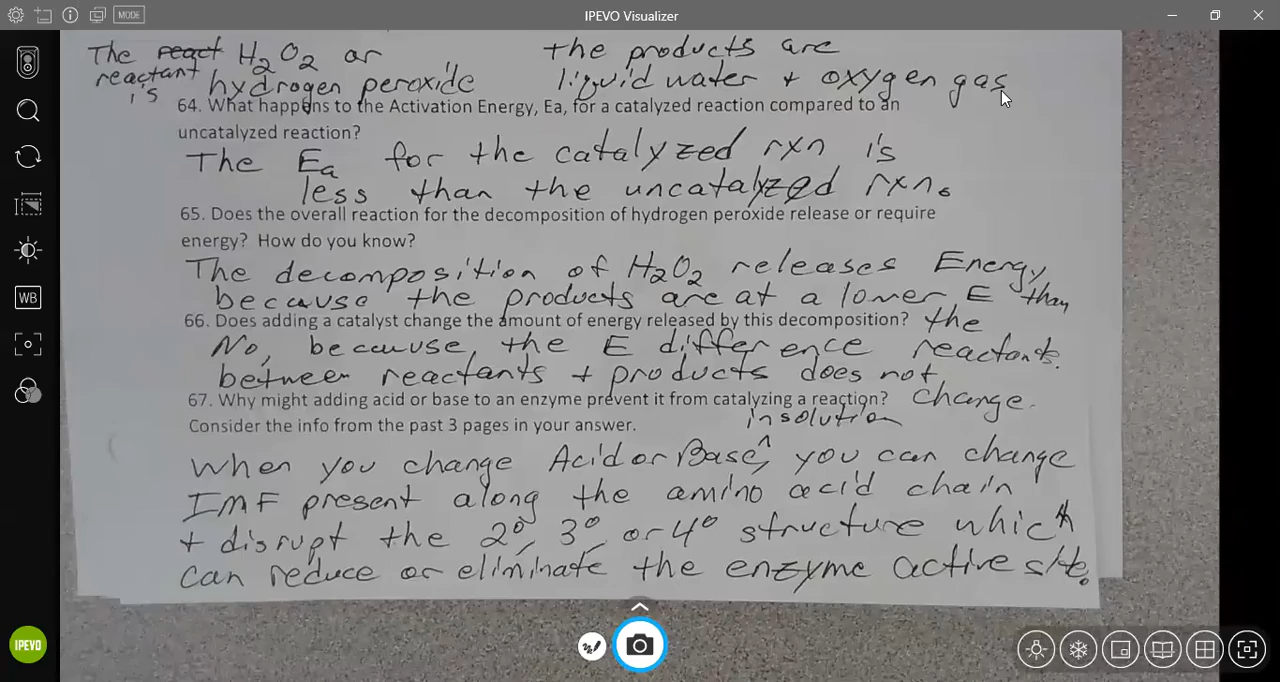 MODE
IPEVO Visualizer
The react H2O2 or the products are
reactant is hydrogen peroxide liquid water + oxygen gas
64. What happens to the Activation Energy, Ea, for a catalyzed reaction compared to an
uncatalyzed reaction?
The Ea for the catalyzed rxn is
less than the uncatalyzed rxn.
65. Does the overall reaction for the decomposition of hydrogen peroxide release or require
energy? How do you know?
The decomposition of H2O2 releases Energy,
because the products are at a lower E than
the reactants.
66. Does adding a catalyst change the amount of energy released by this decomposition?
No, because, the E difference
between reactants + products does not
change.
67. Why might adding acid or base to an enzyme prevent it from catalyzing a reaction?
Consider the info from the past 3 pages in your answer.
in solution
When you change Acid or Base^, you can change
IMF present along the amino acid chain
+ disrupt the 2°, 3°, or 4° structure which
can reduce or eliminate the enzyme active site.
WB
IPEVO